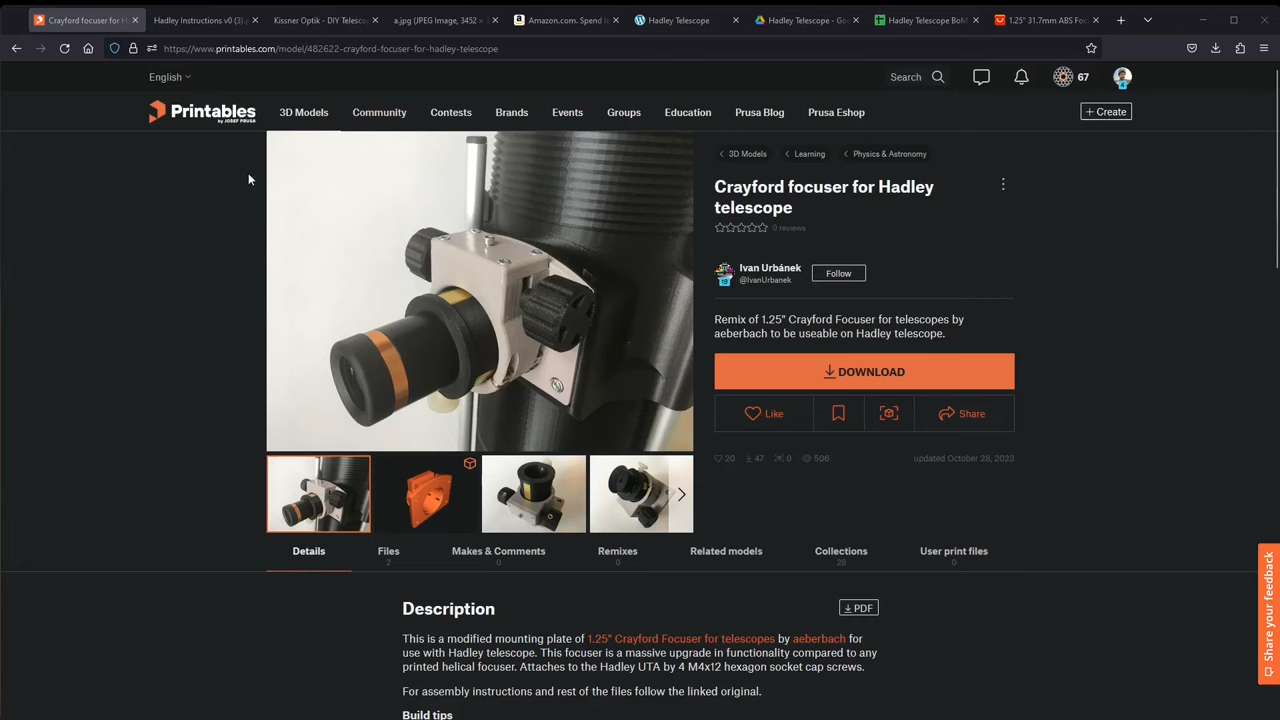 Crayford focuser for H
Hadley Instructions v0 (3).p
Kissner Optik - DIY Telesco
a.jpg (JPEG Image, 3452 × 3
Amazon.com. Spend l
Hadley Telescope
Hadley Telescope - Goo
Hadley Telescope BoM
1.25" 31.7mm ABS Foc
https://www.printables.com/model/482622-crayford-focuser-for-hadley-telescope
English
Search
67
4
Printables
by JOSEF PRUSA
3D Models
Community
Contests
Brands
Events
Groups
Education
Prusa Blog
Prusa Eshop
+ Create
3D Models
Learning
Physics & Astronomy
Crayford focuser for Hadley
telescope
0 reviews
Ivan Urbánek
@IvanUrbanek
19
Follow
Remix of 1.25" Crayford Focuser for telescopes by
aeberbach to be useable on Hadley telescope.
DOWNLOAD
Like
Share
20
47
0
506
updated October 28, 2023
Details
Files
2
Makes & Comments
0
Remixes
0
Related models
Collections
28
User print files
0
Description
PDF
This is a modified mounting plate of 1.25" Crayford Focuser for telescopes by aeberbach for
use with Hadley telescope. This focuser is a massive upgrade in functionality compared to any
printed helical focuser. Attaches to the Hadley UTA by 4 M4x12 hexagon socket cap screws.
For assembly instructions and rest of the files follow the linked original.
Build tips
Share your feedback